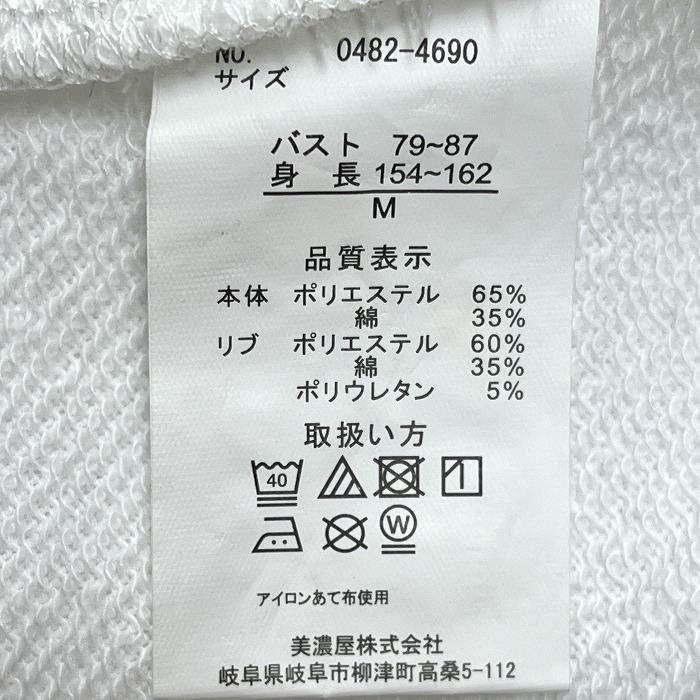 NO. 0482-4690
サイズ
バスト 79~87
身 長 154~162
M
品質表示
本体 ポリエステル 65%
綿 35%
リブ ポリエステル 60%
綿 35%
ポリウレタン 5%
取扱い方
40
W
アイロンあて布使用
美濃屋株式会社
岐阜県岐阜市柳津町高桑5-112